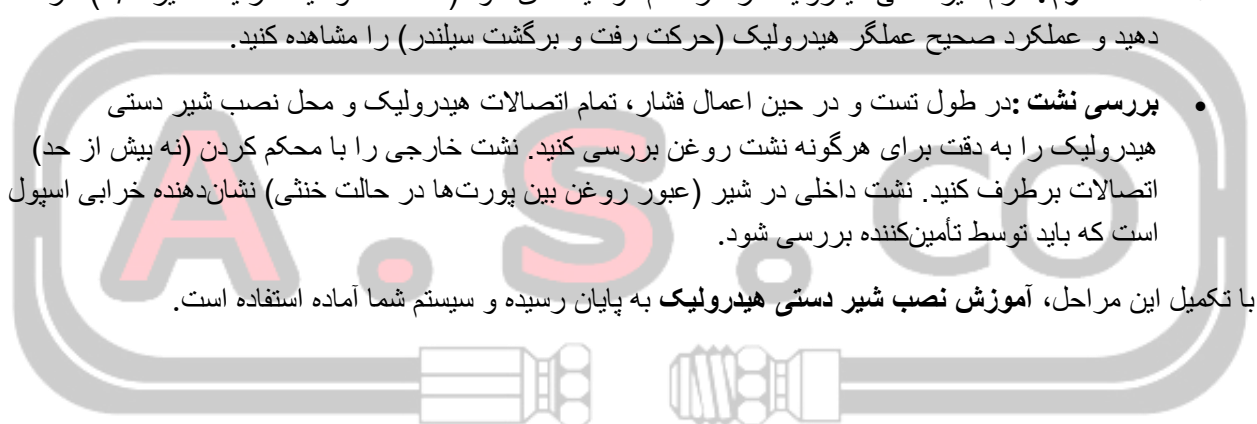 دهید و عملکرد صحیح عملگر هیدرولیک (حرکت رفت و برگشت سیلندر) را مشاهده کنید.
• بررسی نشت :در طول تست و در حین اعمال فشار، تمام اتصالات هیدرولیک و محل نصب شیر دستی
هیدرولیک را به دقت برای هرگونه نشت روغن بررسی کنید. نشت خارجی را با محکم کردن (نه بیش از حد)
اتصالات برطرف کنید. نشت داخلی در شیر (عبور روغن بین پورت‌ها در حالت خنثی) نشان‌دهنده خرابی اسپول
است که باید توسط تأمین‌کننده بررسی شود.
با تکمیل این مراحل، آموزش نصب شیر دستی هیدرولیک به پایان رسیده و سیستم شما آماده استفاده است.
A.S.CO